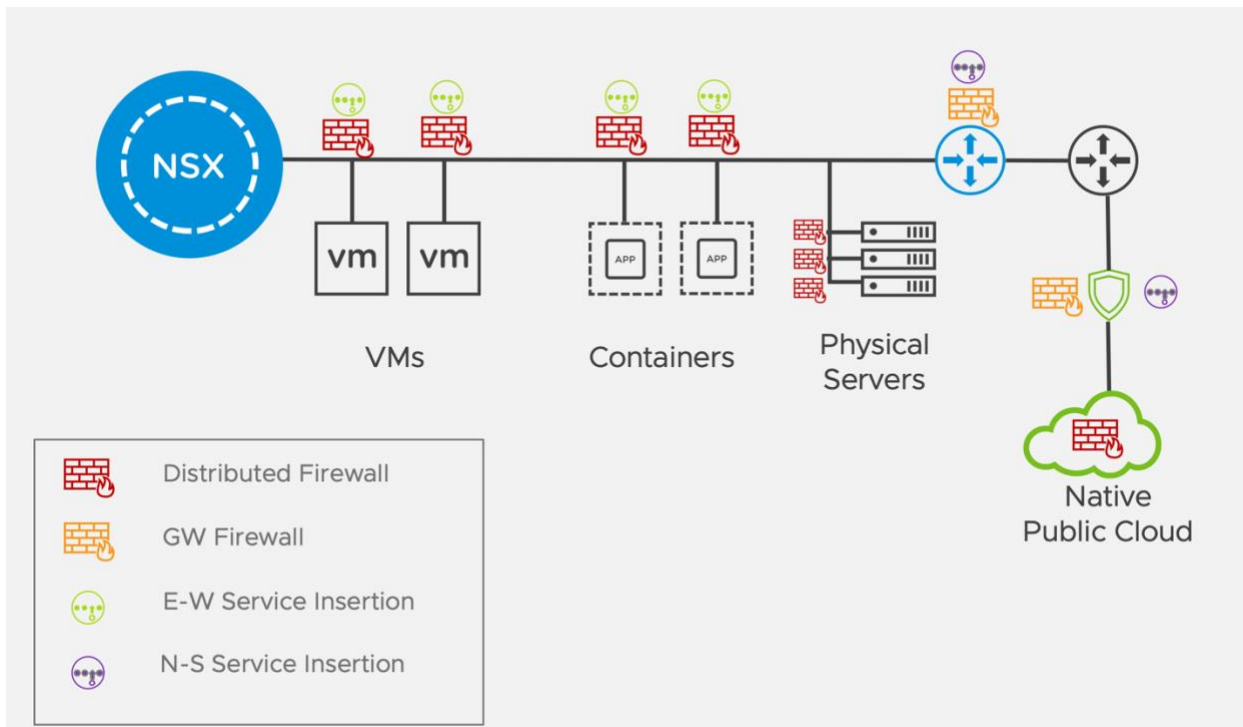 NSX
vm
vm
APP
APP
VMs
Containers
Physical
Servers
Native
Public Cloud
Distributed Firewall
GW Firewall
E-W Service Insertion
N-S Service Insertion